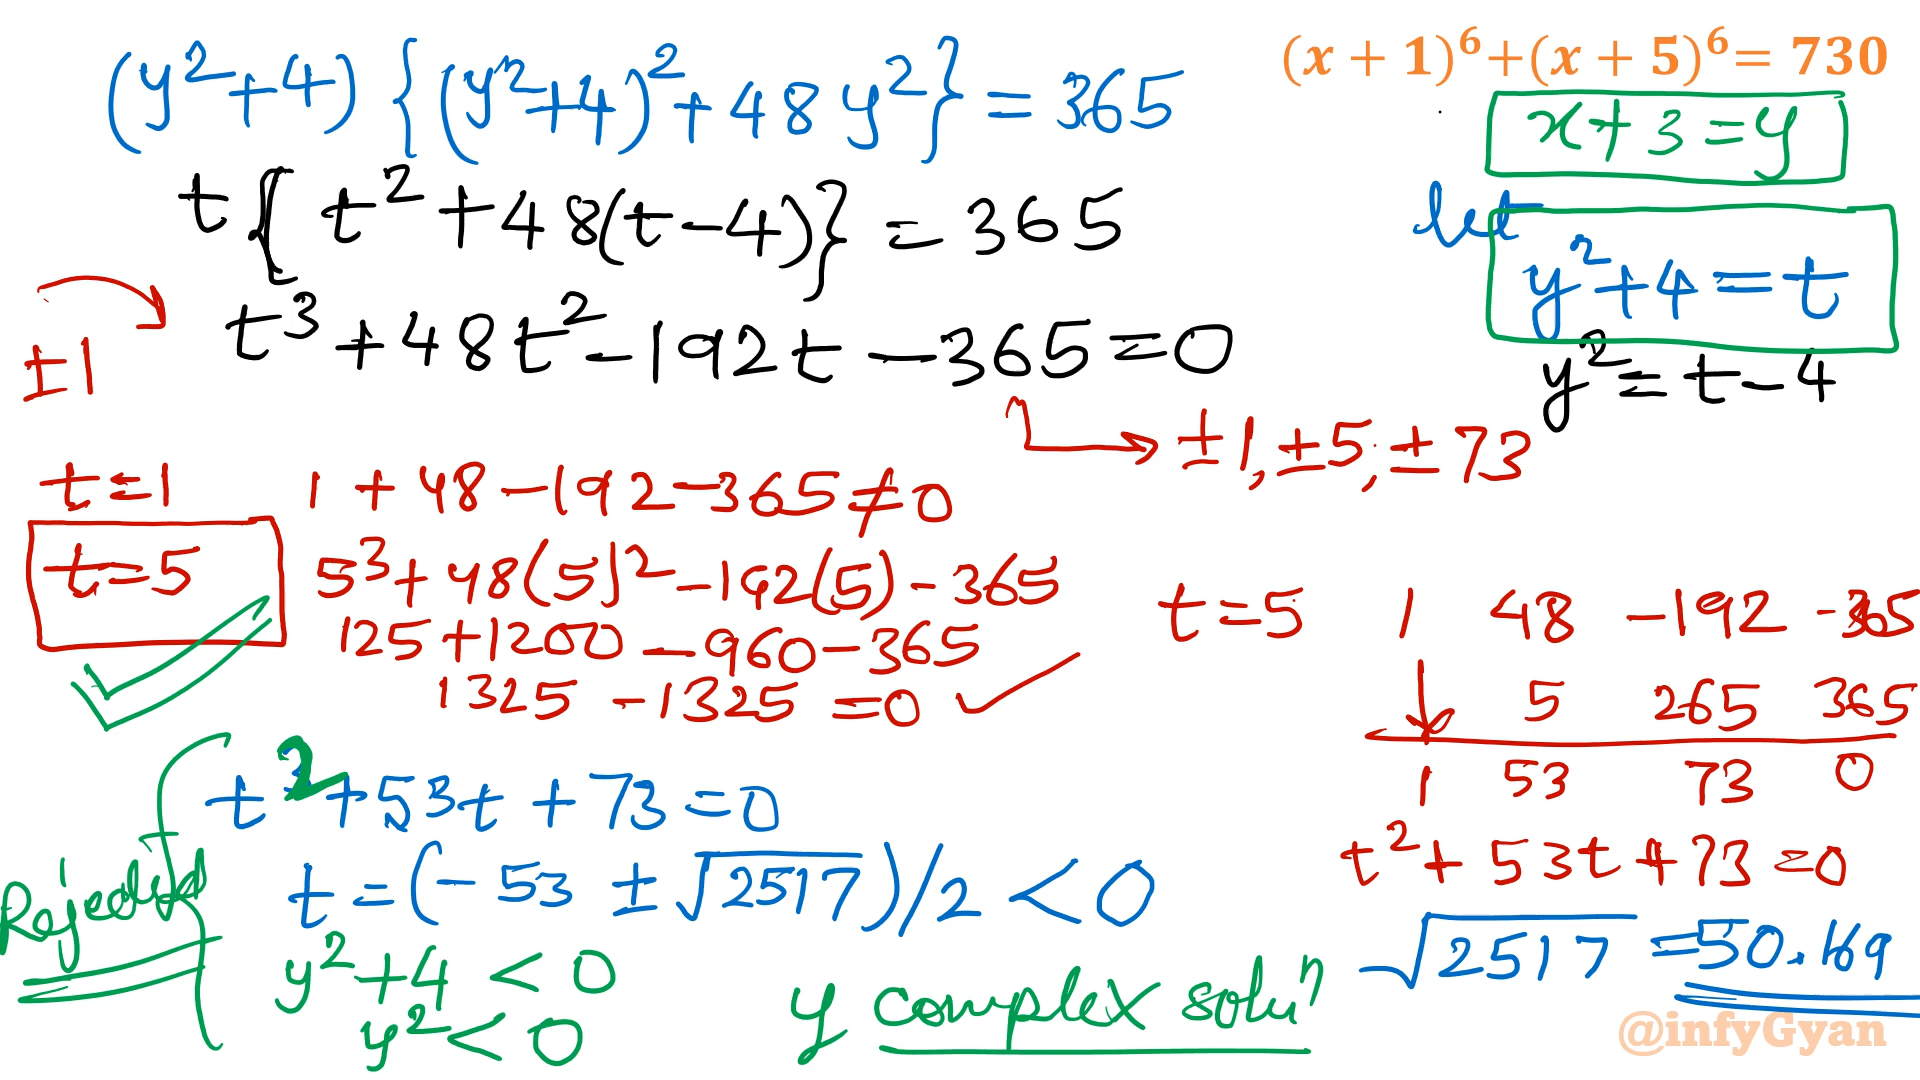 (y²+4) {(y²+4)² + 48 y²} = 365
t { t² + 48(t-4)} = 365
±1
t³ + 48t² - 192t - 365 = 0
→ ±1, ±5, ±73
t=1 1 + 48 - 192 - 365 ≠ 0
t=5 5³ + 48(5)² - 192(5) - 365
125 + 1200 - 960 - 365
1325 - 1325 = 0 ✓
t² + 53t + 73 = 0
t = (-53 ± √2517)/2 < 0
Rejected
y² + 4 < 0
y² < 0
y complex soluⁿ
(x + 1)⁶+(x + 5)⁶= 730
x + 3 = y
let
y² + 4 = t
y² = t - 4
t=5 1 48 -192 -365
5 265 365
1 53 73 0
t² + 53t + 73 = 0
√2517 = 50.169
@infyGyan